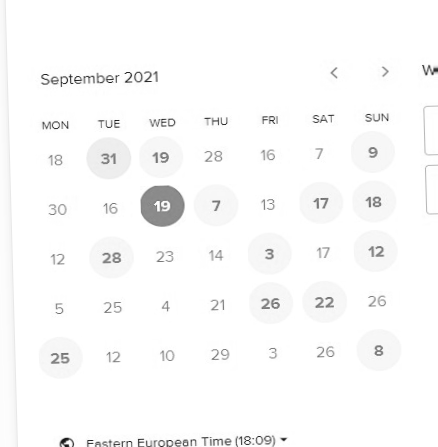 September 2021
MON TUE WED THU FRI SAT SUN
18 31 19 28 16 7 9
30 16 19 7 13 17 18
12 28 23 14 3 17 12
5 25 4 21 26 22 26
25 12 10 29 3 26 8
Eastern European Time (18:09)